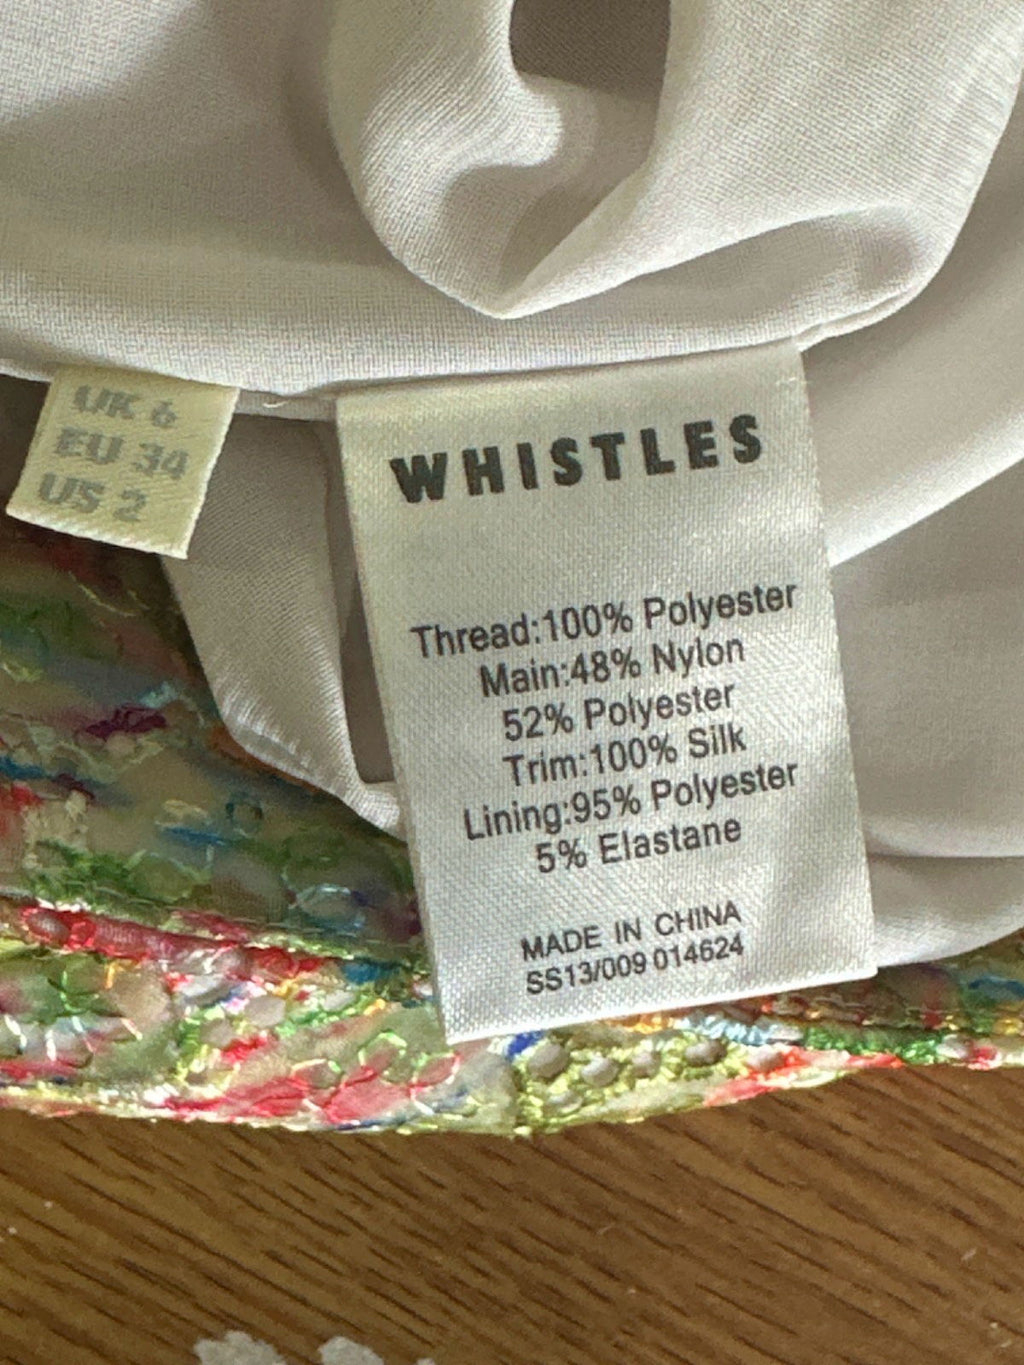 UK 6
EU 34
US 2
WHISTLES
Thread:100% Polyester
Main:48% Nylon
52% Polyester
Trim:100% Silk
Lining:95% Polyester
5% Elastane
MADE IN CHINA
SS13/009 014624